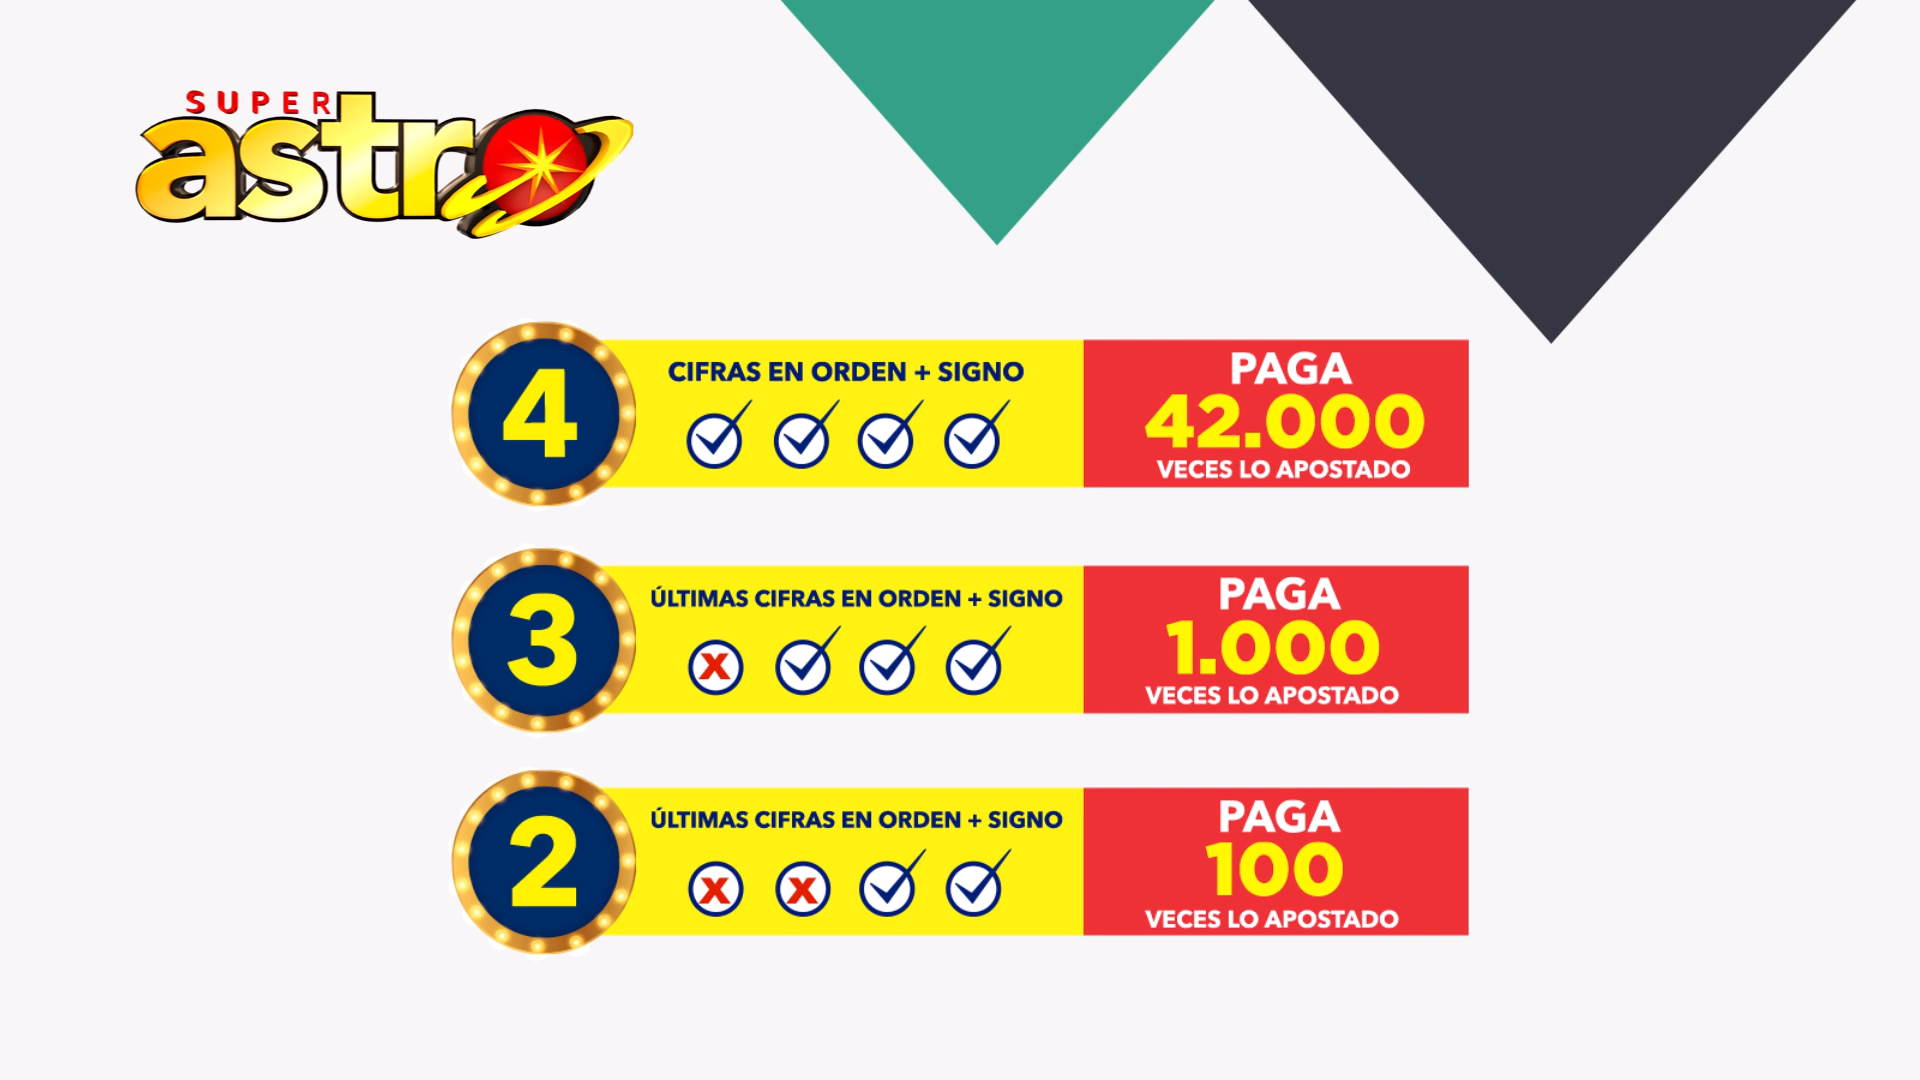 SUPER
astro
4
CIFRAS EN ORDEN + SIGNO
PAGA
42.000
VECES LO APOSTADO
3
ÚLTIMAS CIFRAS EN ORDEN + SIGNO
X
PAGA
1.000
VECES LO APOSTADO
2
ÚLTIMAS CIFRAS EN ORDEN + SIGNO
X X
PAGA
100
VECES LO APOSTADO